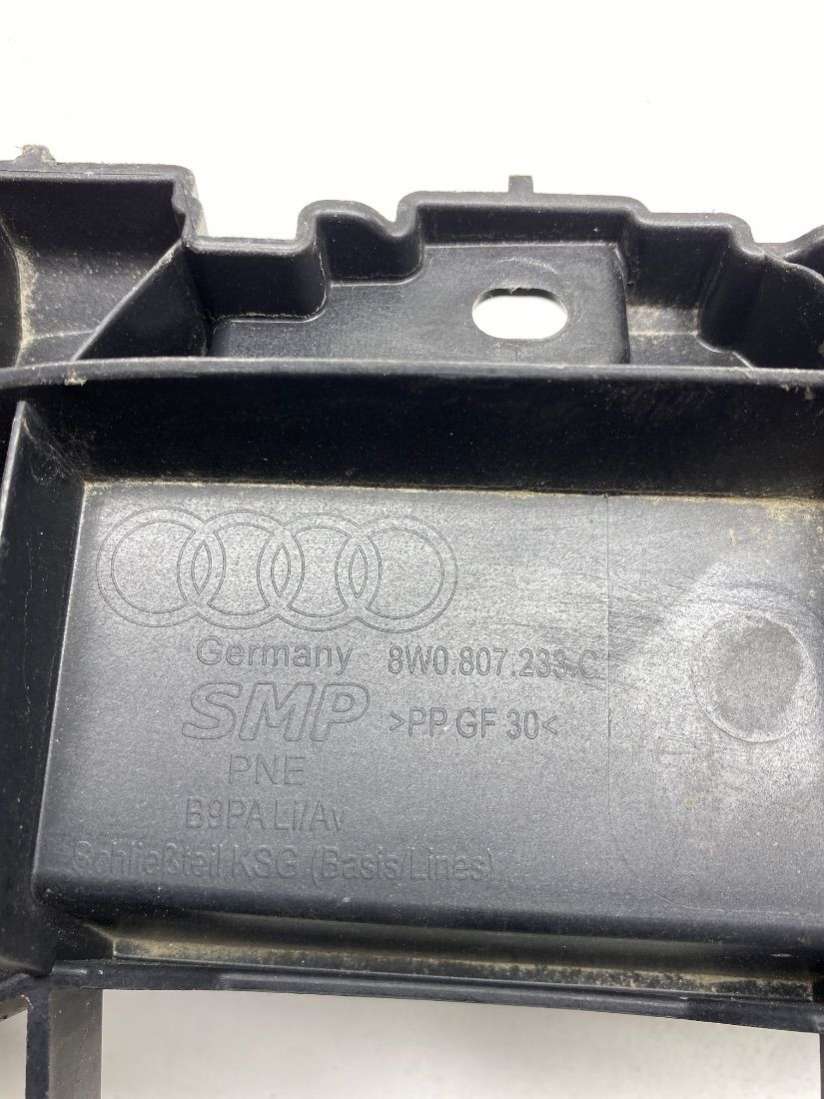 Germany 8W0.807.233.C
SMP >PP GF 30<
PNE
B9PA Li/Av
Schließteil KSG (Basis/Lines)